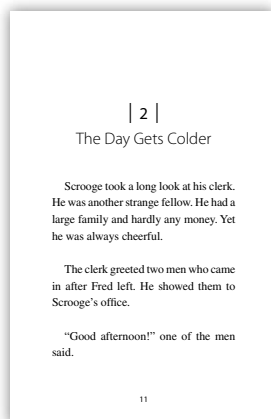 | 2 |
The Day Gets Colder
Scrooge took a long look at his clerk.
He was another strange fellow. He had a
large family and hardly any money. Yet
he was always cheerful.
The clerk greeted two men who came
in after Fred left. He showed them to
Scrooge’s office.
“Good afternoon!” one of the men
said.
11